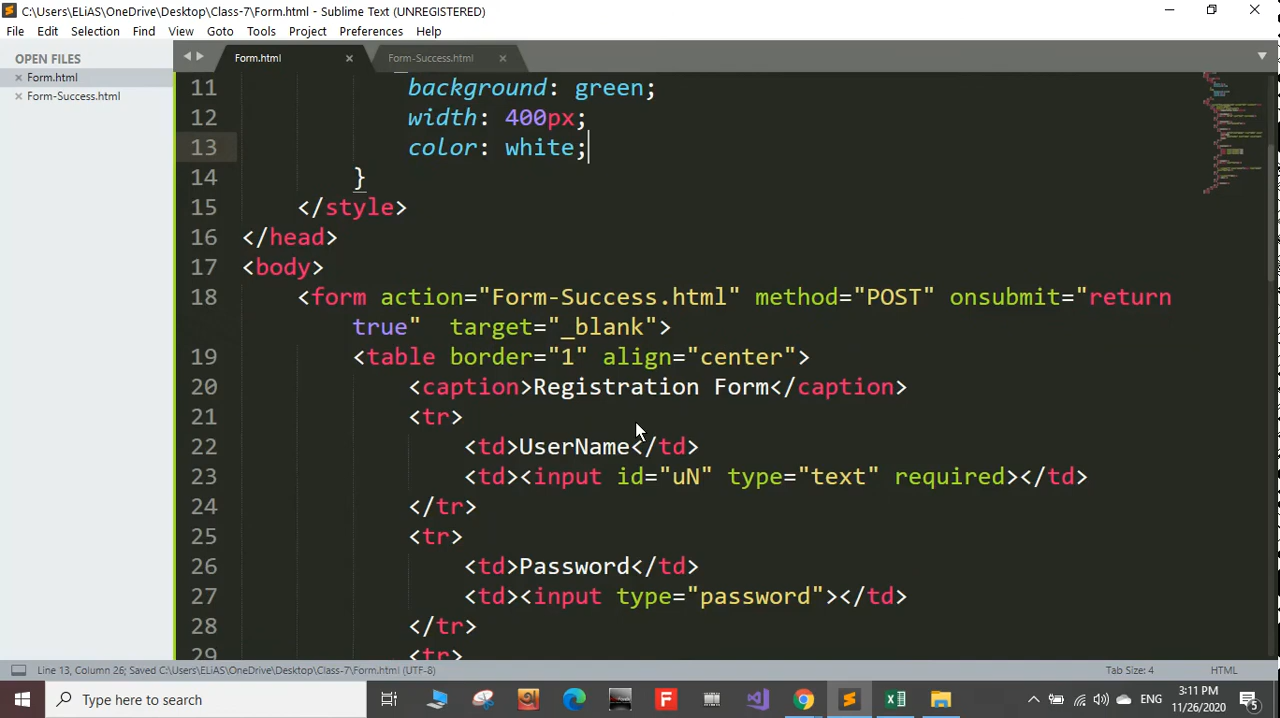 C:\Users\ELiAS\OneDrive\Desktop\Class-7\Form.html - Sublime Text (UNREGISTERED)
File Edit Selection Find View Goto Tools Project Preferences Help
OPEN FILES
× Form.html
× Form-Success.html
Form.html ×
Form-Success.html ×
11 background: green;
12 width: 400px;
13 color: white;
14 }
15 </style>
16 </head>
17 <body>
18 <form action="Form-Success.html" method="POST" onsubmit="return
true" target="_blank">
19 <table border="1" align="center">
20 <caption>Registration Form</caption>
21 <tr>
22 <td>UserName</td>
23 <td><input id="uN" type="text" required></td>
24 </tr>
25 <tr>
26 <td>Password</td>
27 <td><input type="password"></td>
28 </tr>
29 <tr>
Line 13, Column 26; Saved C:\Users\ELiAS\OneDrive\Desktop\Class-7\Form.html (UTF-8)
Tab Size: 4
HTML
Type here to search
ENG
3:11 PM
11/26/2020
5